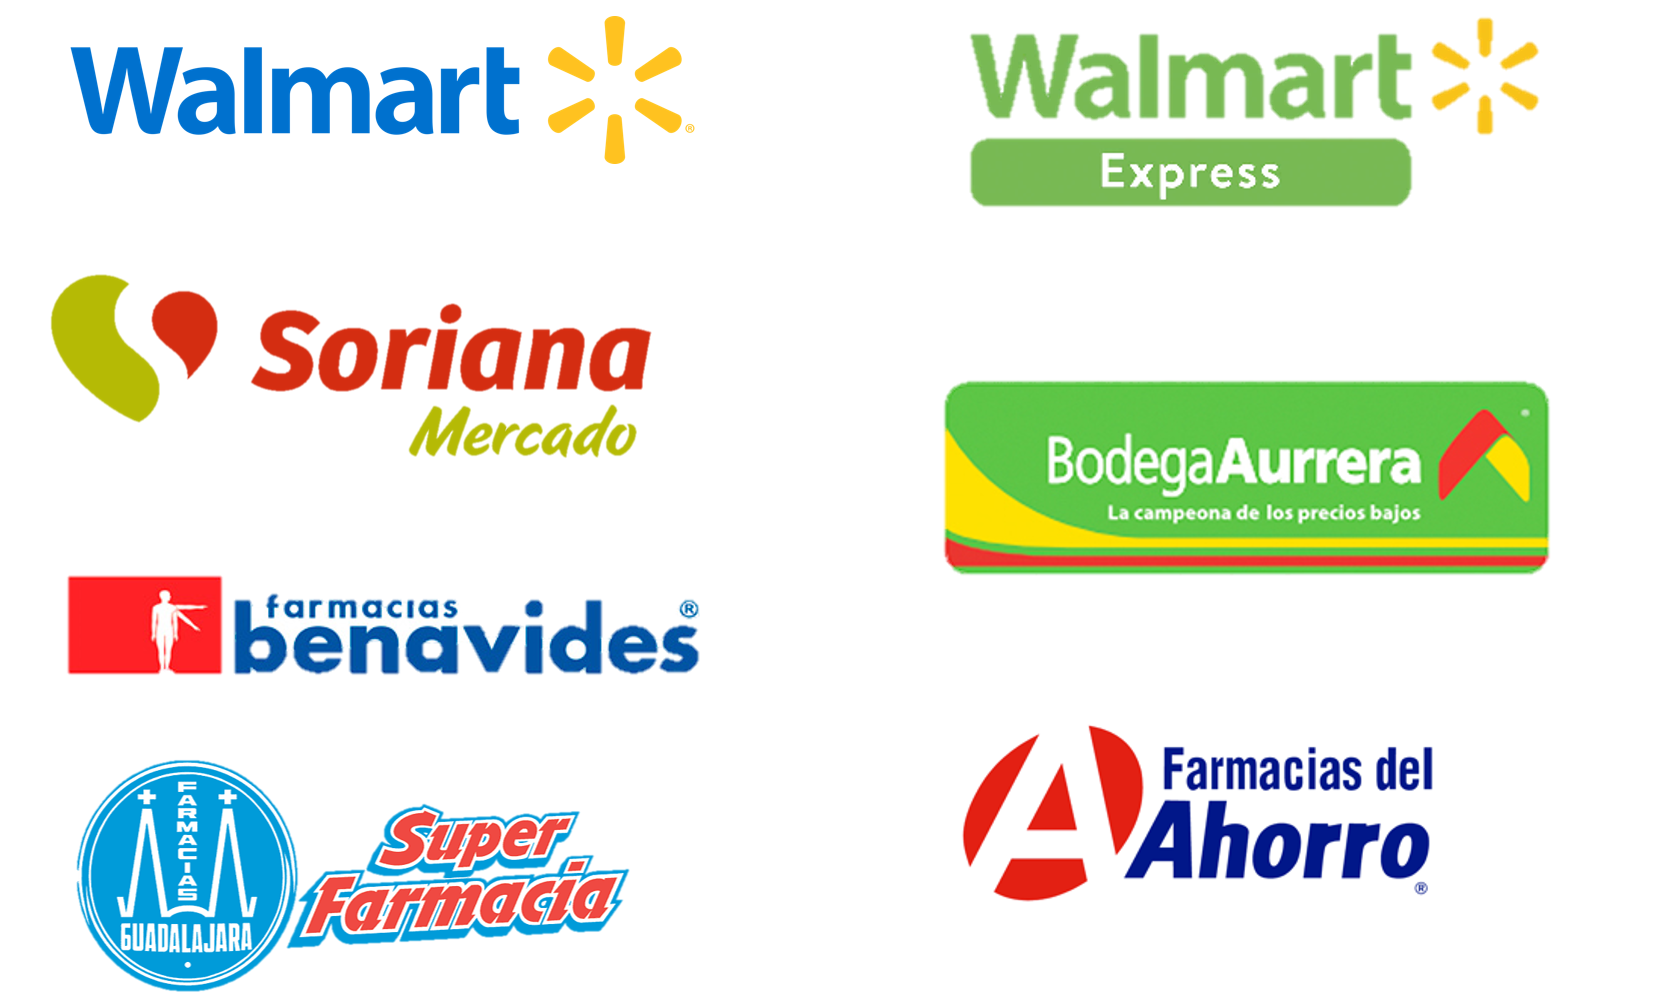 Walmart
®
Walmart
Express
Soriana
Mercado
BodegaAurrera
La campeona de los precios bajos
farmacias
benavides®
Farmacias del
Ahorro
®
FARMACIAS
GUADALAJARA
Super
Farmacia